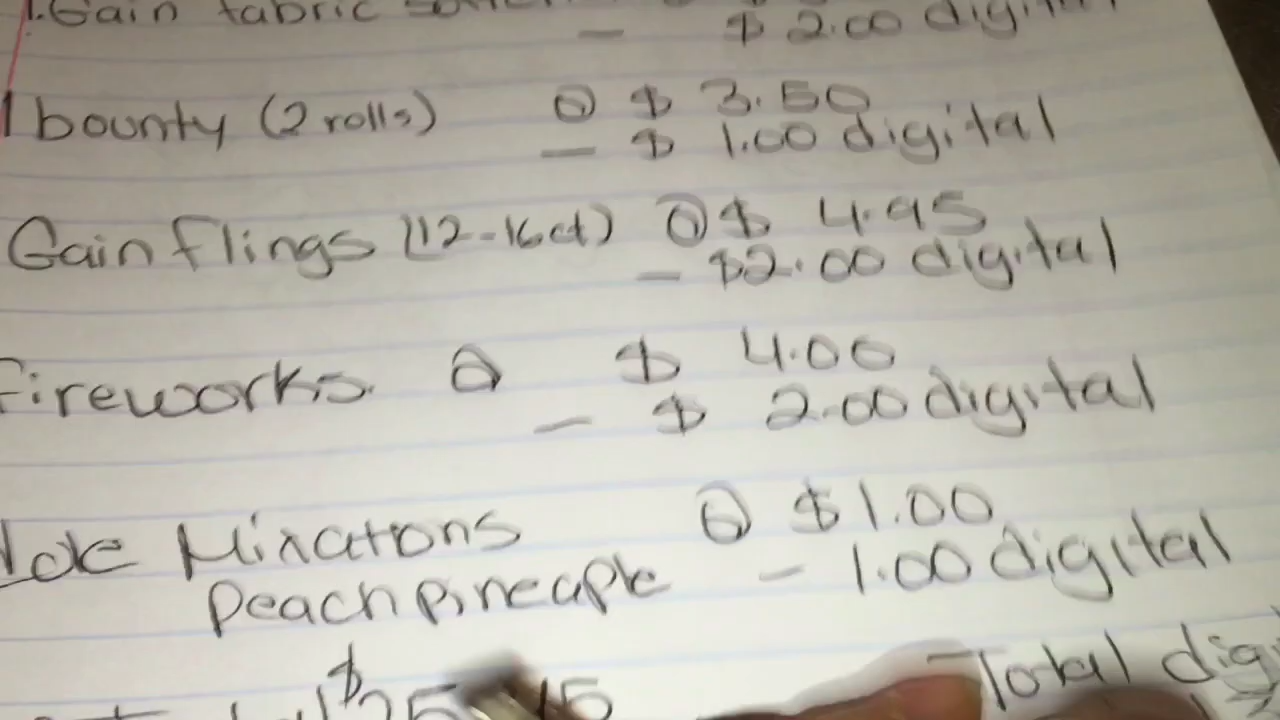 1. Gain fabric
— $ 2.00 digital
1 bounty (2 rolls) @ $ 3.50
— $ 1.00 digital
Gain flings (12-16ct) @ $ 4.95
— $2.00 digital
Fireworks @ $ 4.00
— $ 2.00 digital
Mixations @ $1.00
Peach Pineaple — 1.00 digital
Total